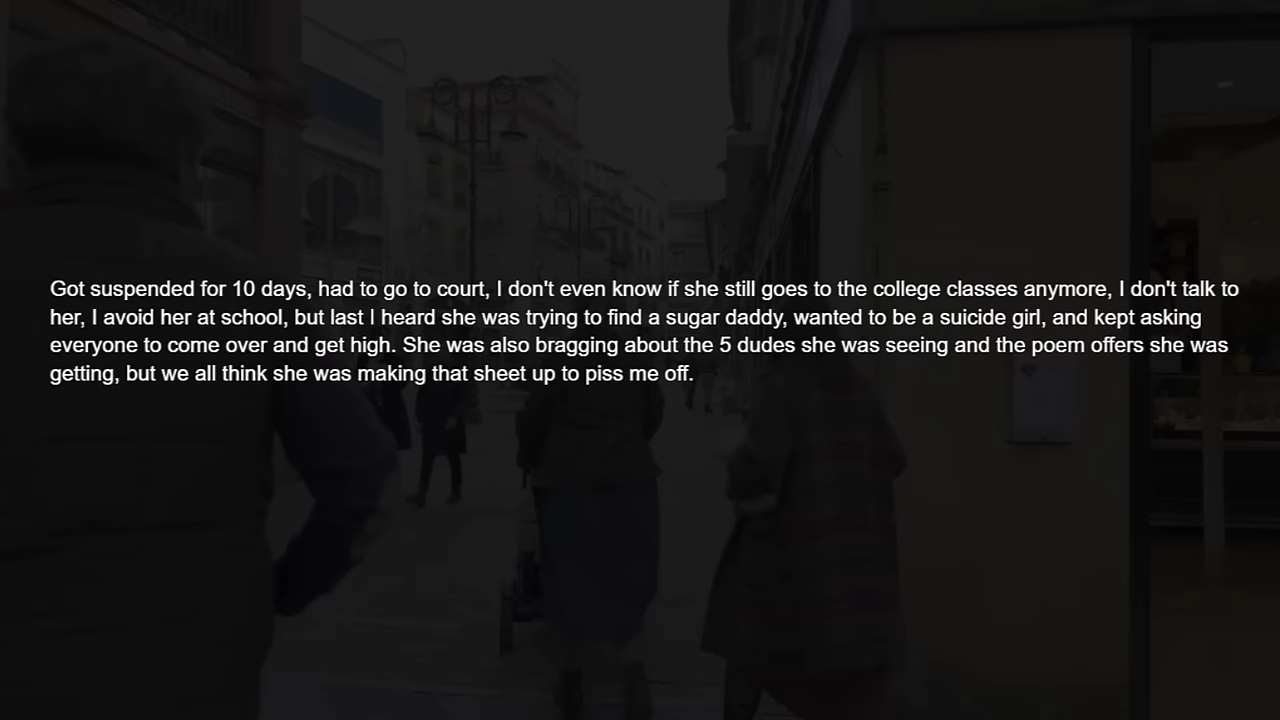 Got suspended for 10 days, had to go to court, I don't even know if she still goes to the college classes anymore, I don't talk to
her, I avoid her at school, but last I heard she was trying to find a sugar daddy, wanted to be a suicide girl, and kept asking
everyone to come over and get high. She was also bragging about the 5 dudes she was seeing and the poem offers she was
getting, but we all think she was making that sheet up to piss me off.